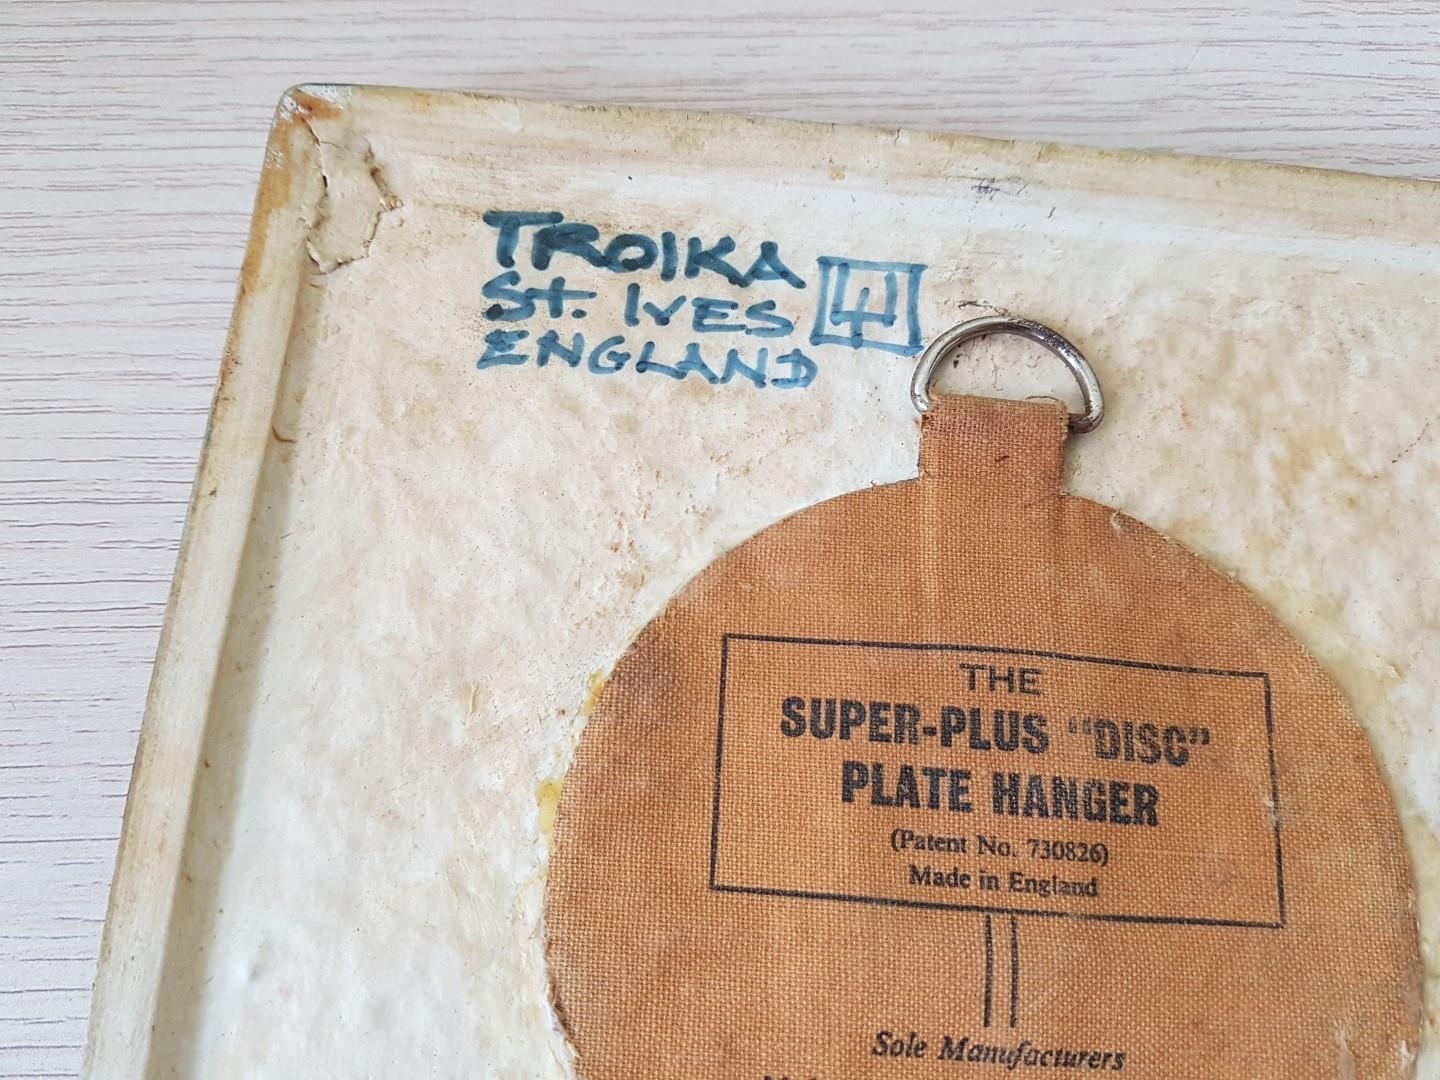 TROIKA
St. IVES
ENGLAND
THE
SUPER-PLUS "DISC"
PLATE HANGER
(Patent No. 730826)
Made in England
Sole Manufacturers